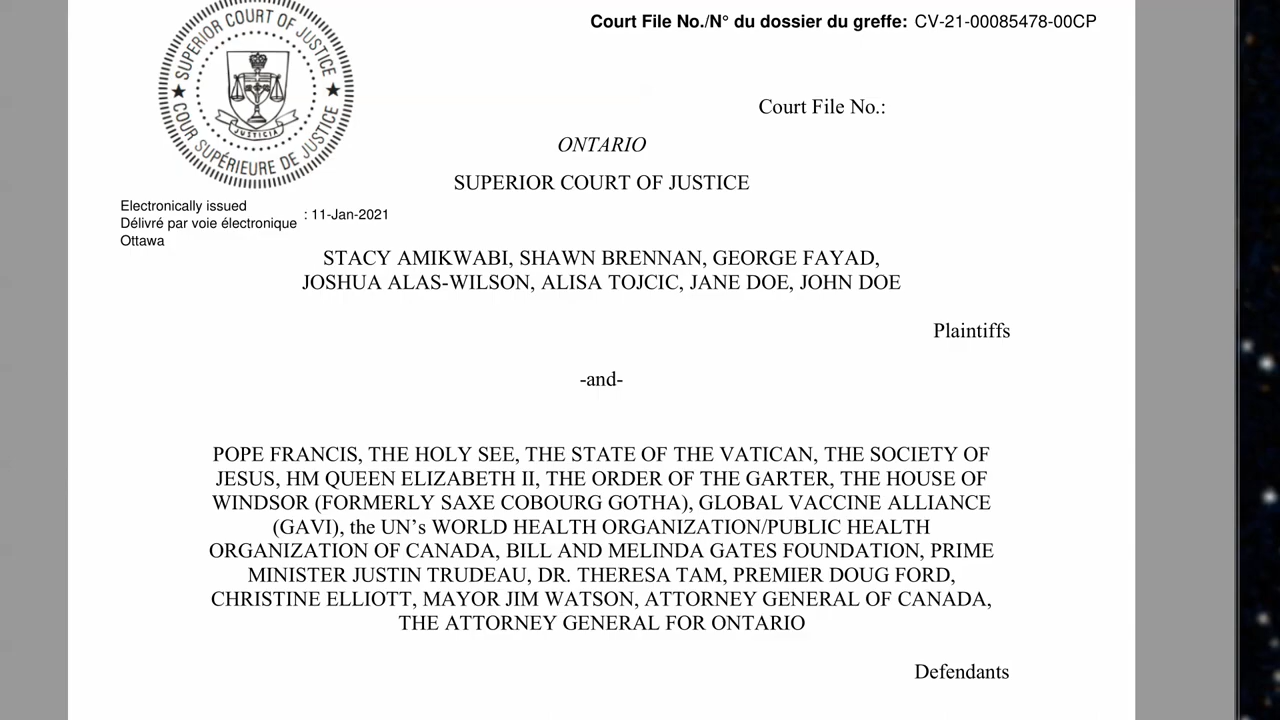 SUPERIOR COURT OF JUSTICE
COUR SUPÉRIEURE DE JUSTICE
JUSTICIA
Court File No./N° du dossier du greffe: CV-21-00085478-00CP
Court File No.:
ONTARIO
SUPERIOR COURT OF JUSTICE
Electronically issued
Délivré par voie électronique : 11-Jan-2021
Ottawa
STACY AMIKWABI, SHAWN BRENNAN, GEORGE FAYAD,
JOSHUA ALAS-WILSON, ALISA TOJCIC, JANE DOE, JOHN DOE
Plaintiffs
-and-
POPE FRANCIS, THE HOLY SEE, THE STATE OF THE VATICAN, THE SOCIETY OF
JESUS, HM QUEEN ELIZABETH II, THE ORDER OF THE GARTER, THE HOUSE OF
WINDSOR (FORMERLY SAXE COBOURG GOTHA), GLOBAL VACCINE ALLIANCE
(GAVI), the UN’s WORLD HEALTH ORGANIZATION/PUBLIC HEALTH
ORGANIZATION OF CANADA, BILL AND MELINDA GATES FOUNDATION, PRIME
MINISTER JUSTIN TRUDEAU, DR. THERESA TAM, PREMIER DOUG FORD,
CHRISTINE ELLIOTT, MAYOR JIM WATSON, ATTORNEY GENERAL OF CANADA,
THE ATTORNEY GENERAL FOR ONTARIO
Defendants